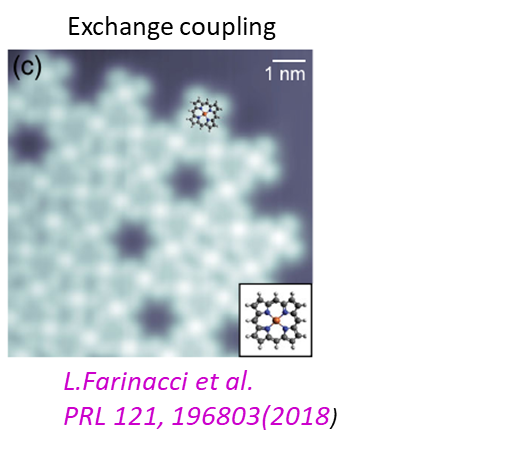 Exchange coupling
(c)
1 nm
L.Farinacci et al.
PRL 121, 196803(2018)